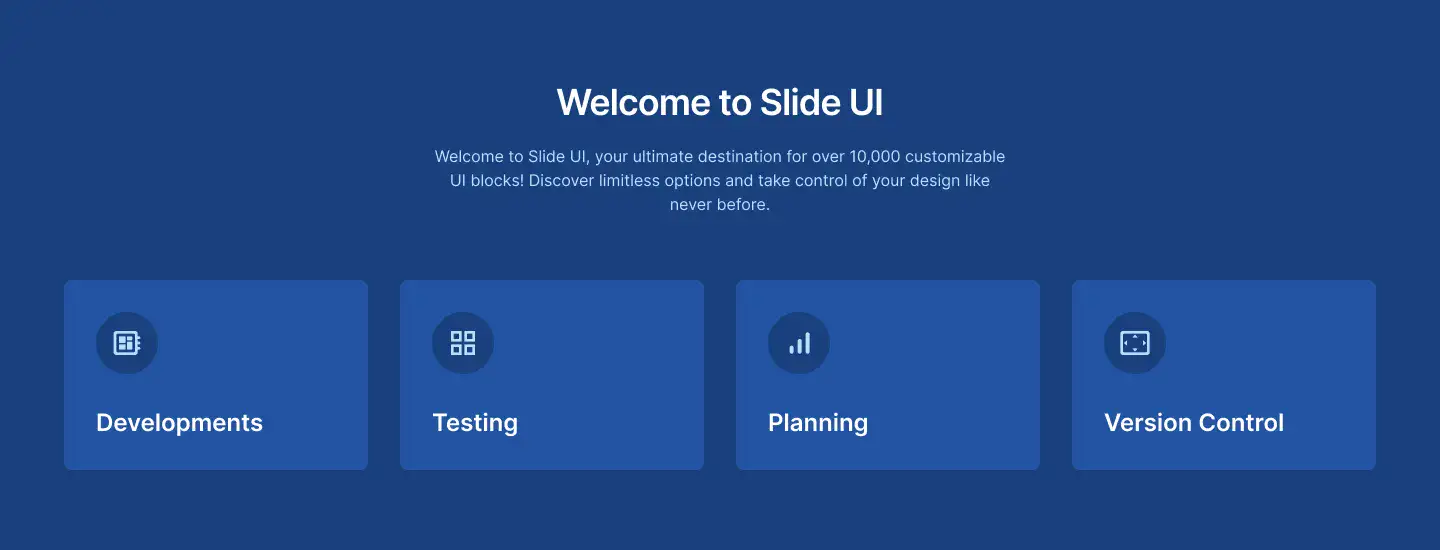 Welcome to Slide UI
Welcome to Slide UI, your ultimate destination for over 10,000 customizable
UI blocks! Discover limitless options and take control of your design like
never before.
Developments
Testing
Planning
Version Control